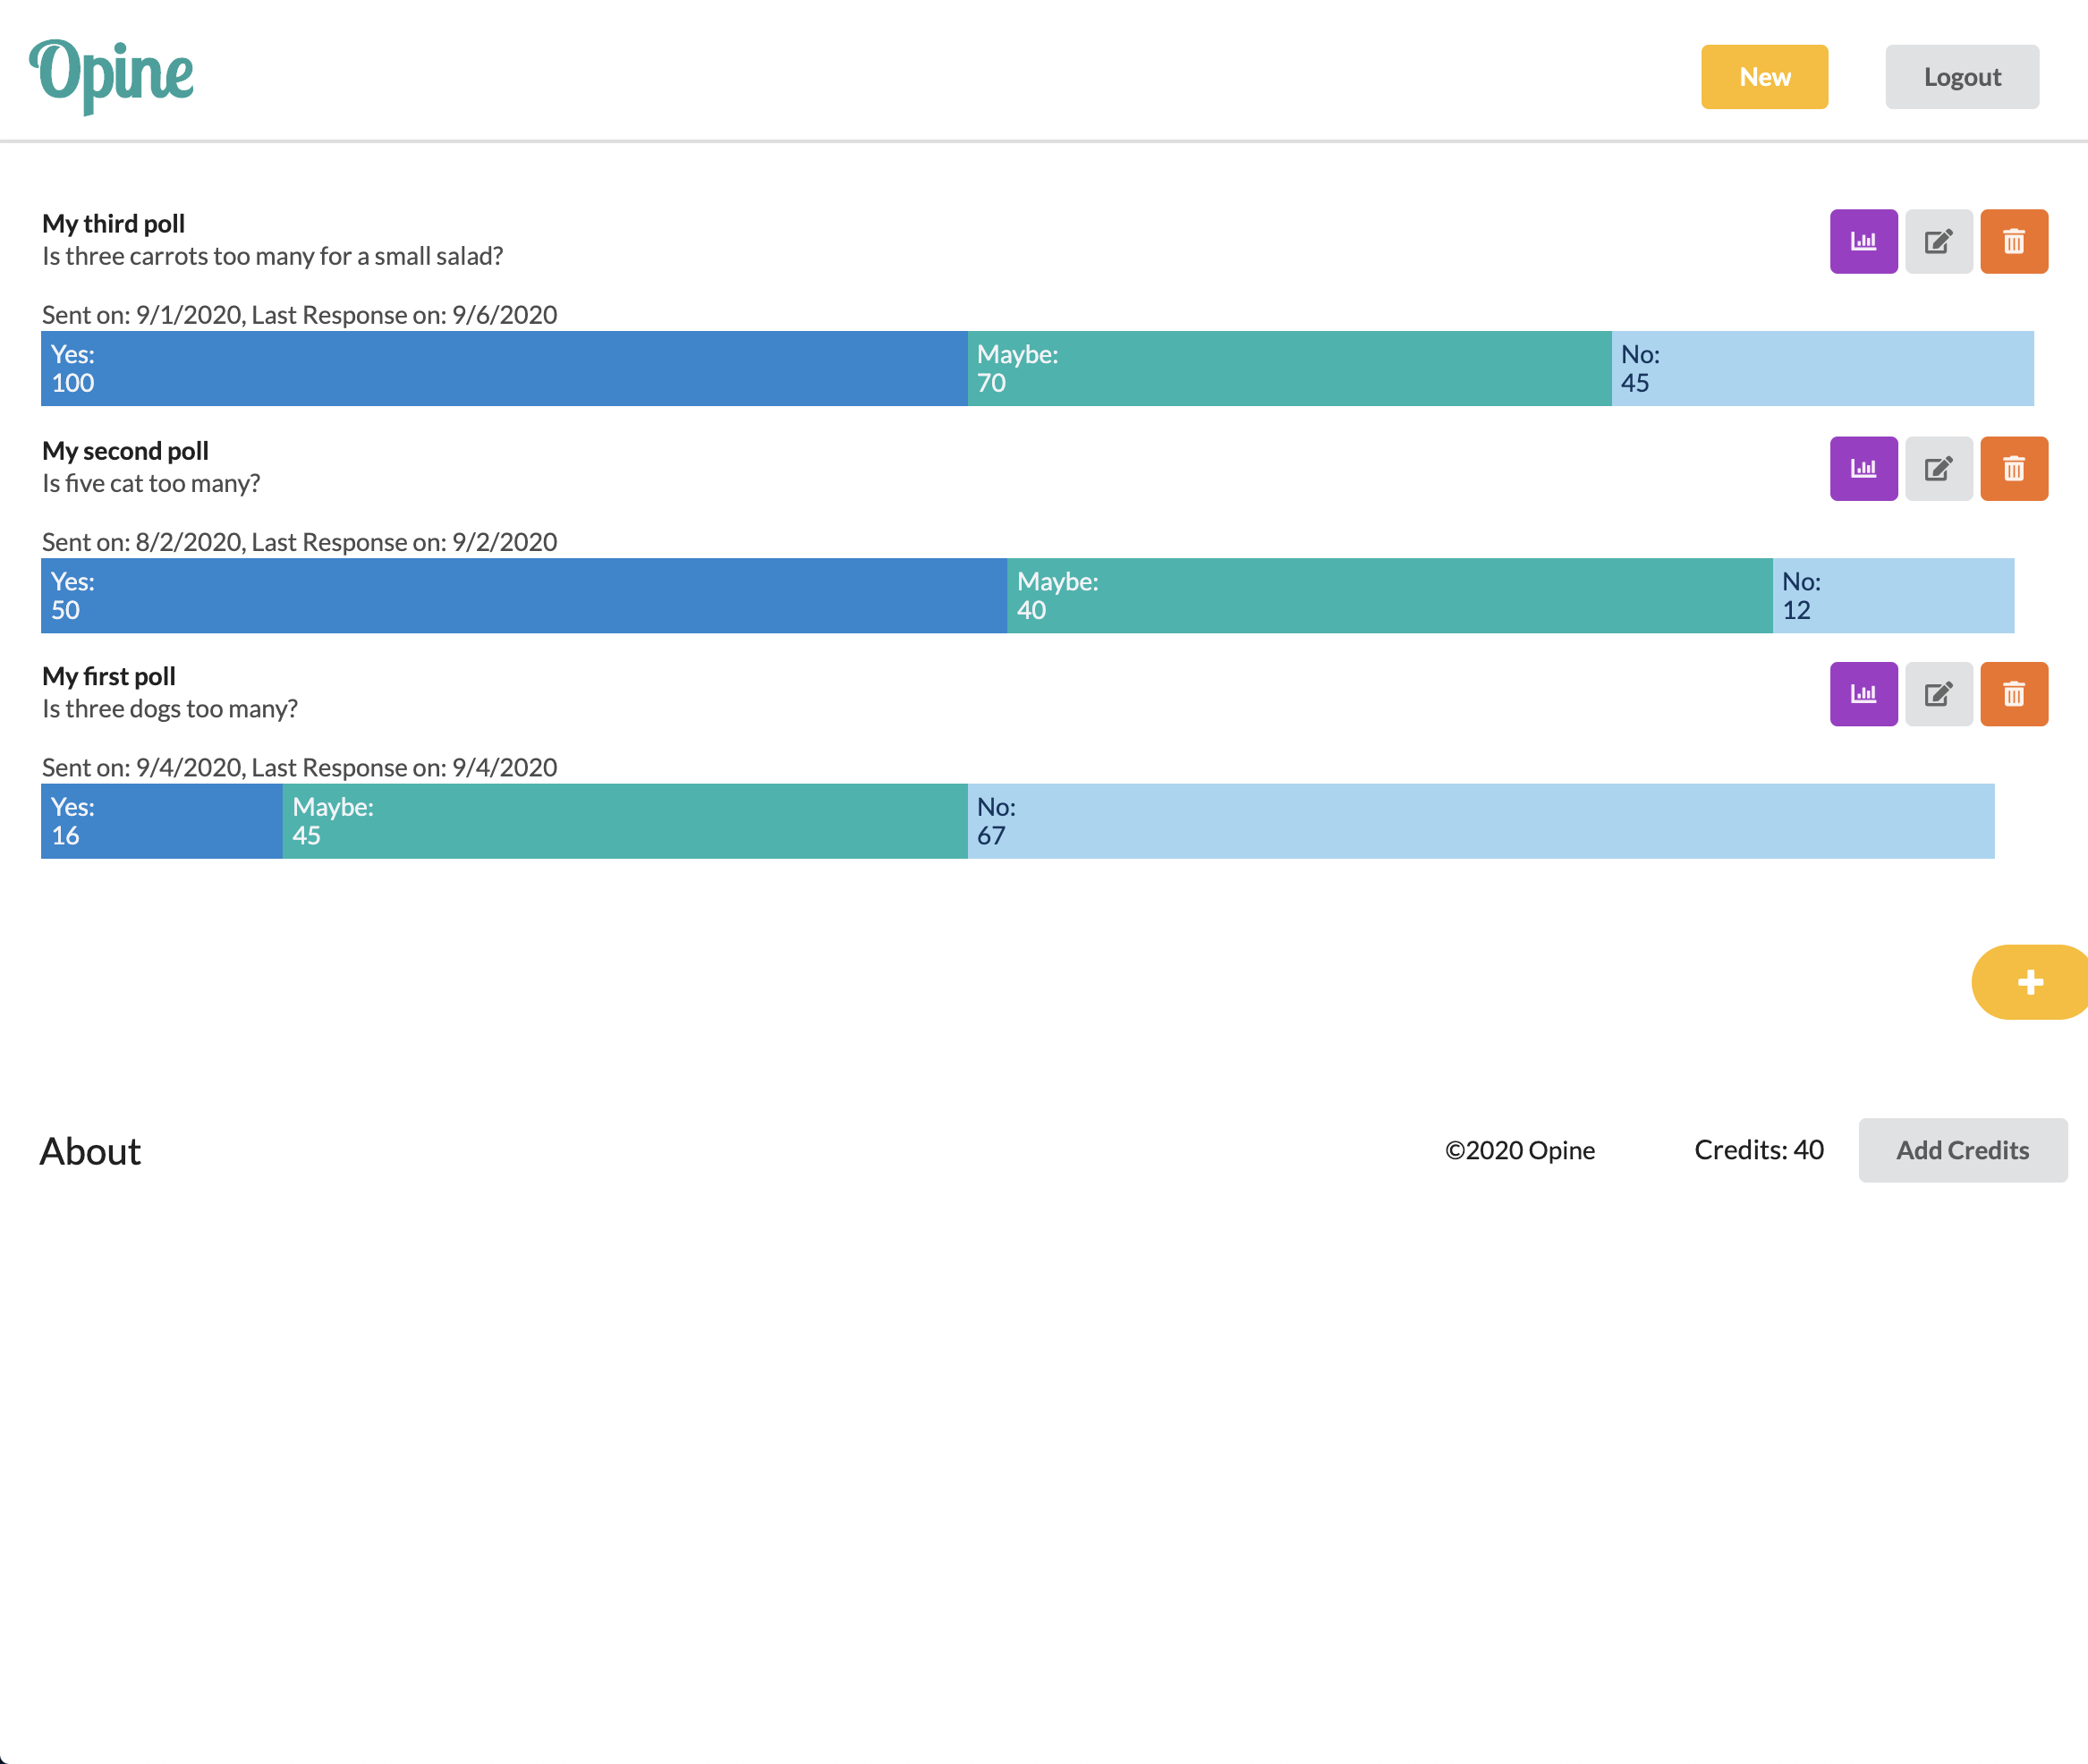 Opine
New
Logout
My third poll
Is three carrots too many for a small salad?
Sent on: 9/1/2020, Last Response on: 9/6/2020
Yes:
100
Maybe:
70
No:
45
My second poll
Is five cat too many?
Sent on: 8/2/2020, Last Response on: 9/2/2020
Yes:
50
Maybe:
40
No:
12
My first poll
Is three dogs too many?
Sent on: 9/4/2020, Last Response on: 9/4/2020
Yes:
16
Maybe:
45
No:
67
About
©2020 Opine
Credits: 40
Add Credits